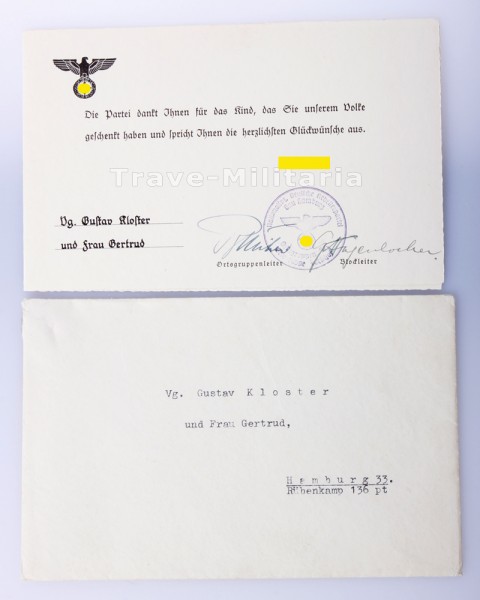 Die Partei dankt Ihnen für das Kind, das Sie unserem Volke
geschenkt haben und spricht Ihnen die herzlichsten Glückwünsche aus.
Trave-Militaria
Vg. Gustav Kloster
und Frau Gertrud
Ortsgruppenleiter
Blockleiter
Vg. Gustav Kloster
und Frau Gertrud,
Hamburg 33.
Rübenkamp 136 pt